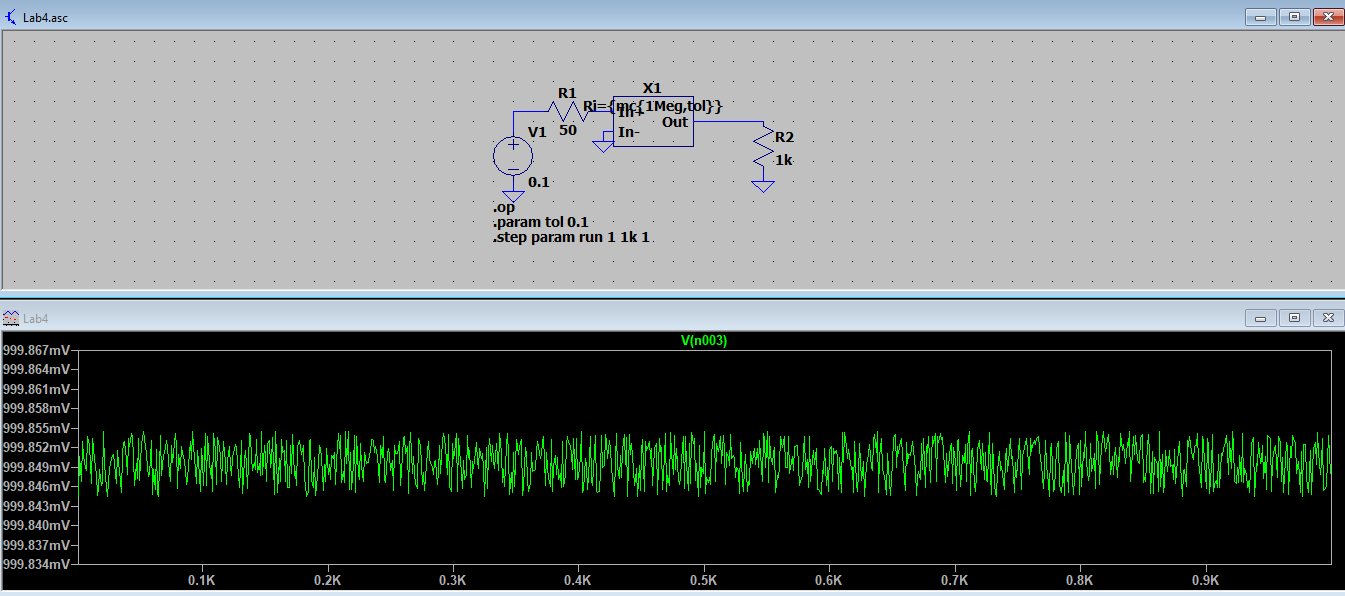 Lab4.asc
R1
X1
Ri={mc{1Meg,tol}}
In+
Out
V1
50
In-
R2
1k
0.1
.op
.param tol 0.1
.step param run 1 1k 1
Lab4
V(n003)
999.867mV
999.864mV
999.861mV
999.858mV
999.855mV
999.852mV
999.849mV
999.846mV
999.843mV
999.840mV
999.837mV
999.834mV
0.1K 0.2K 0.3K 0.4K 0.5K 0.6K 0.7K 0.8K 0.9K